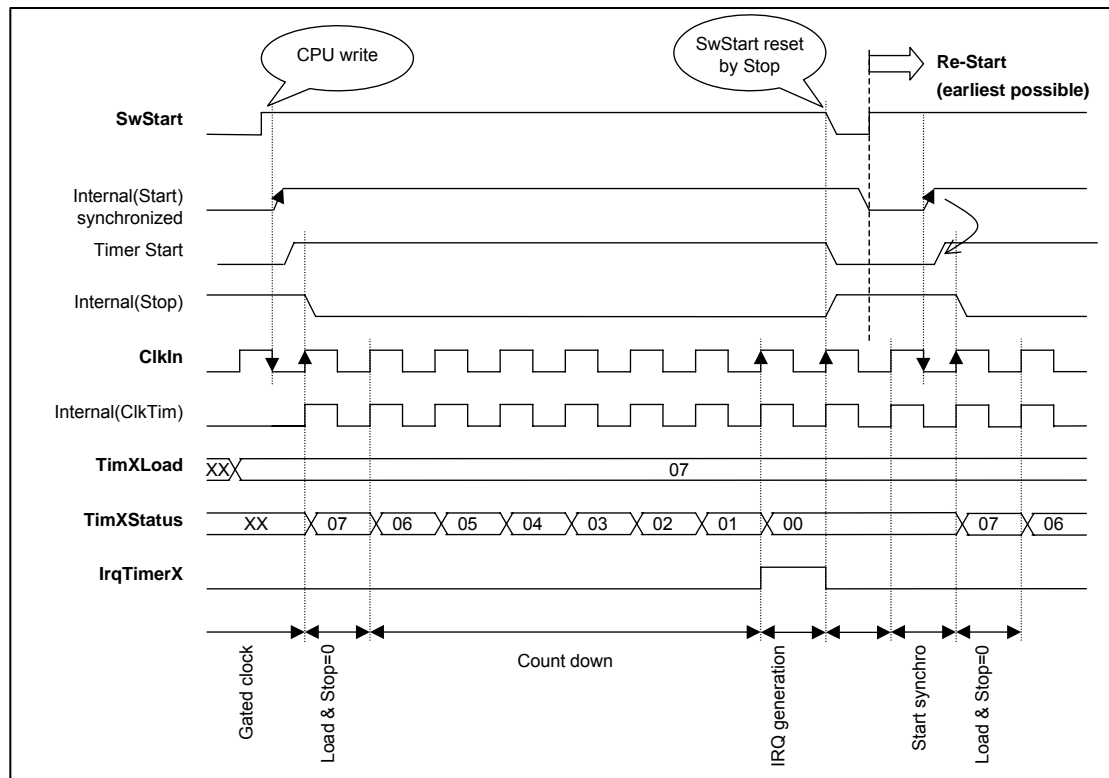 CPU write
SwStart reset
by Stop
Re-Start
(earliest possible)
SwStart
Internal(Start)
synchronized
Timer Start
Internal(Stop)
ClkIn
Internal(ClkTim)
TimXLoad
XX 07
TimXStatus
XX 07 06 05 04 03 02 01 00 07 06
IrqTimerX
Gated clock
Load & Stop=0
Count down
IRQ generation
Start synchro
Load & Stop=0